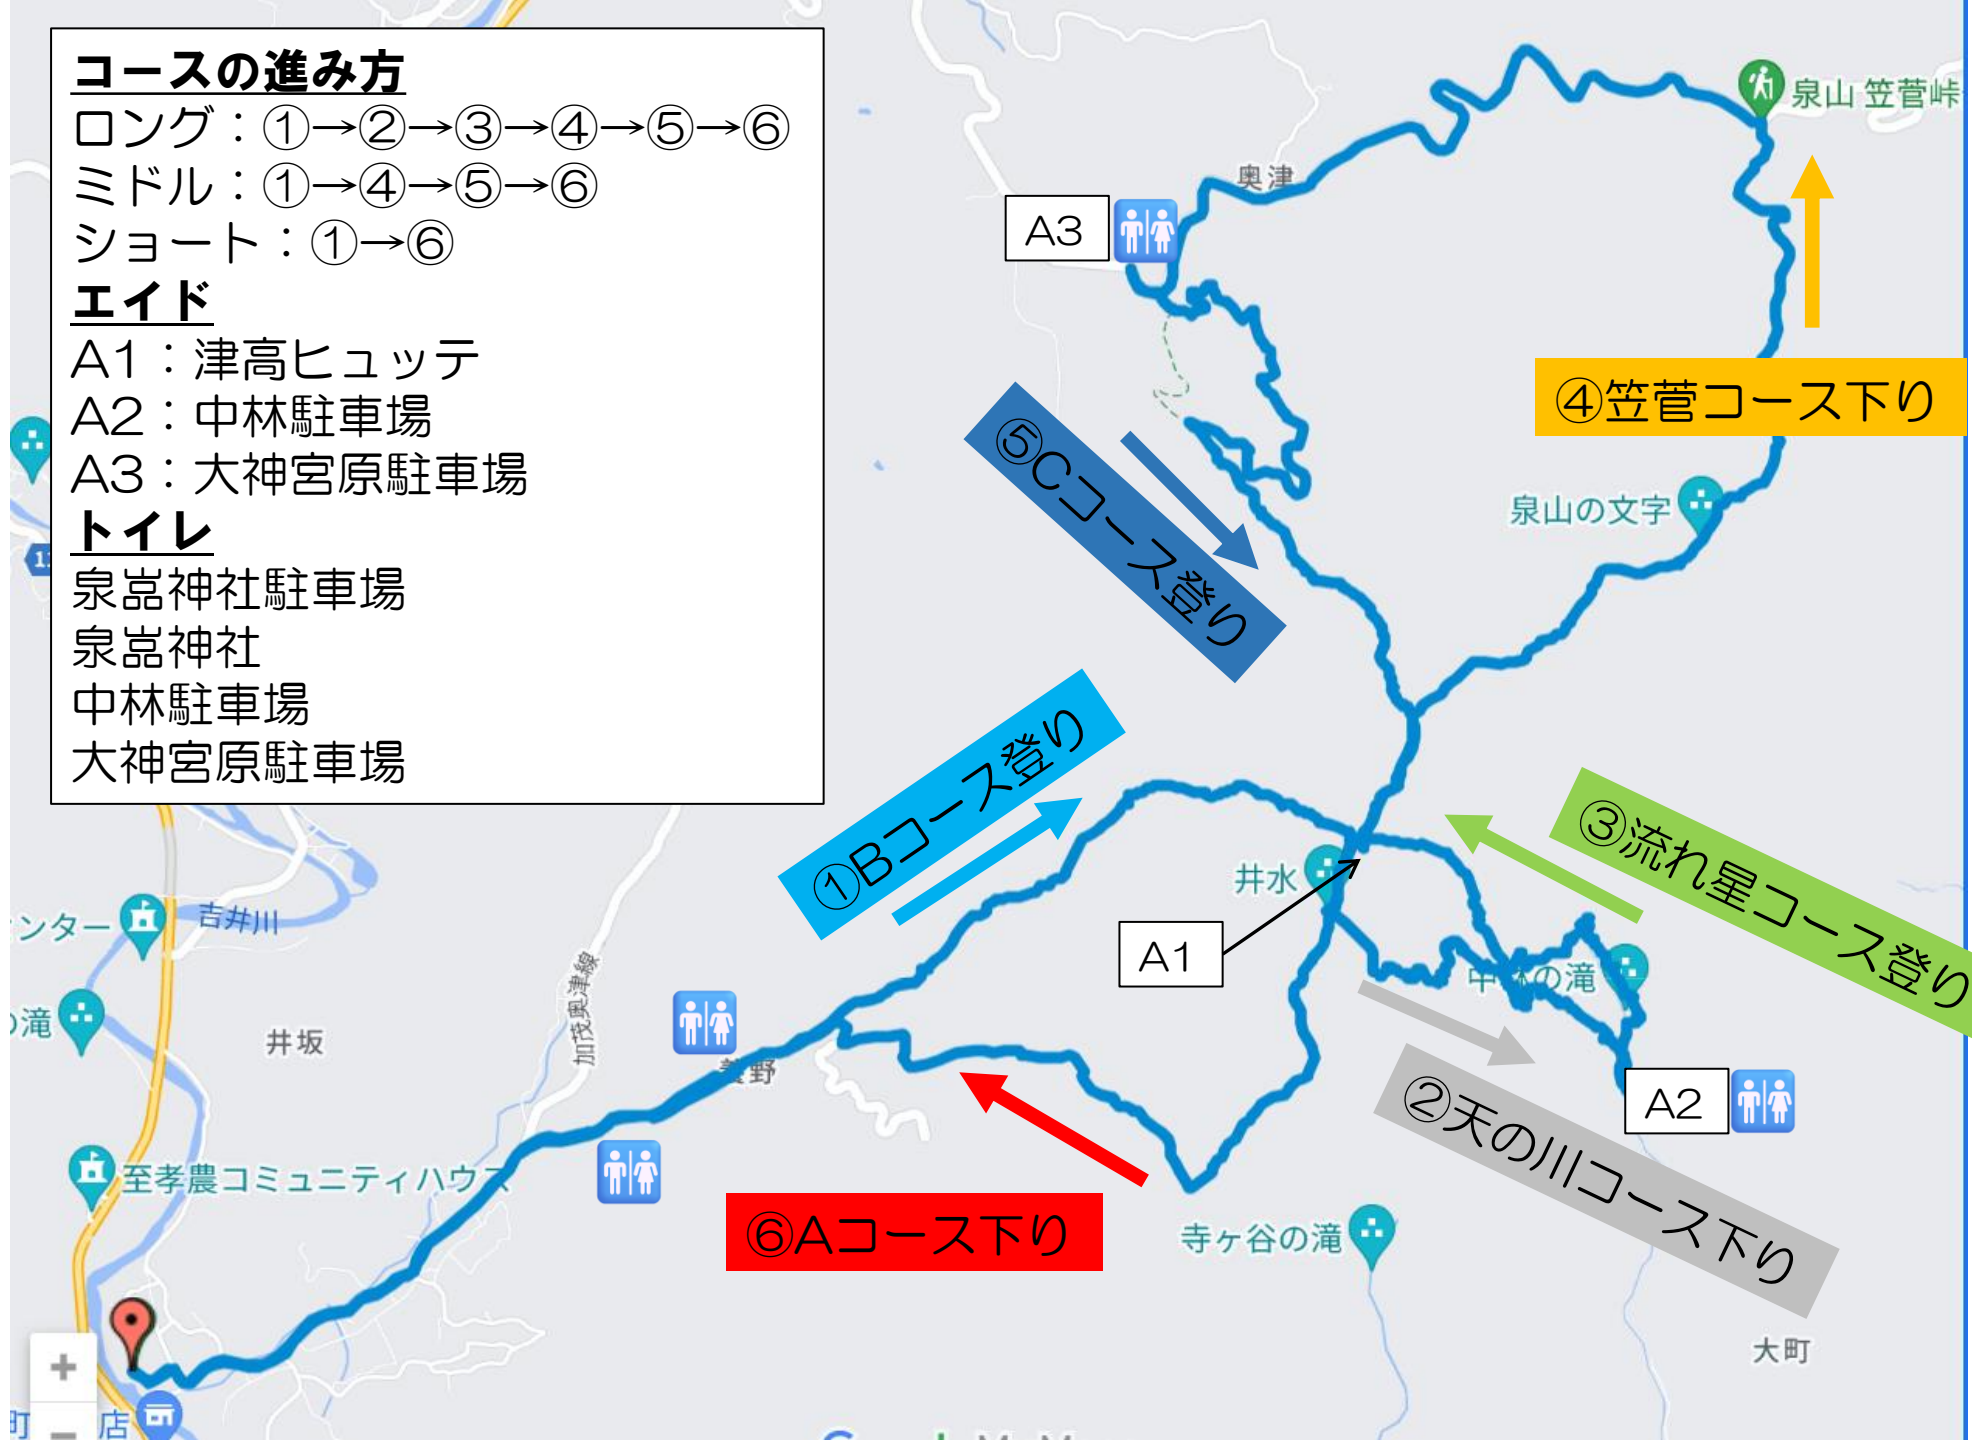 コースの進み方
ロング：①→②→③→④→⑤→⑥
ミドル：①→④→⑤→⑥
ショート：①→⑥
エイド
A1：津高ヒュッテ
A2：中林駐車場
A3：大神宮原駐車場
トイレ
泉嵓神社駐車場
泉嵓神社
中林駐車場
大神宮原駐車場
泉山 笠菅峠
奥津
A3
④笠菅コース下り
⑤Cコース登り
泉山の文字
①Bコース登り
③流れ星コース登り
井水
A1
ンター
吉井川
加茂奥津線
中林の滝
の滝
井坂
養野
A2
②天の川コース下り
至孝農コミュニティハウス
⑥Aコース下り
寺ヶ谷の滝
大町
+
町
店
−